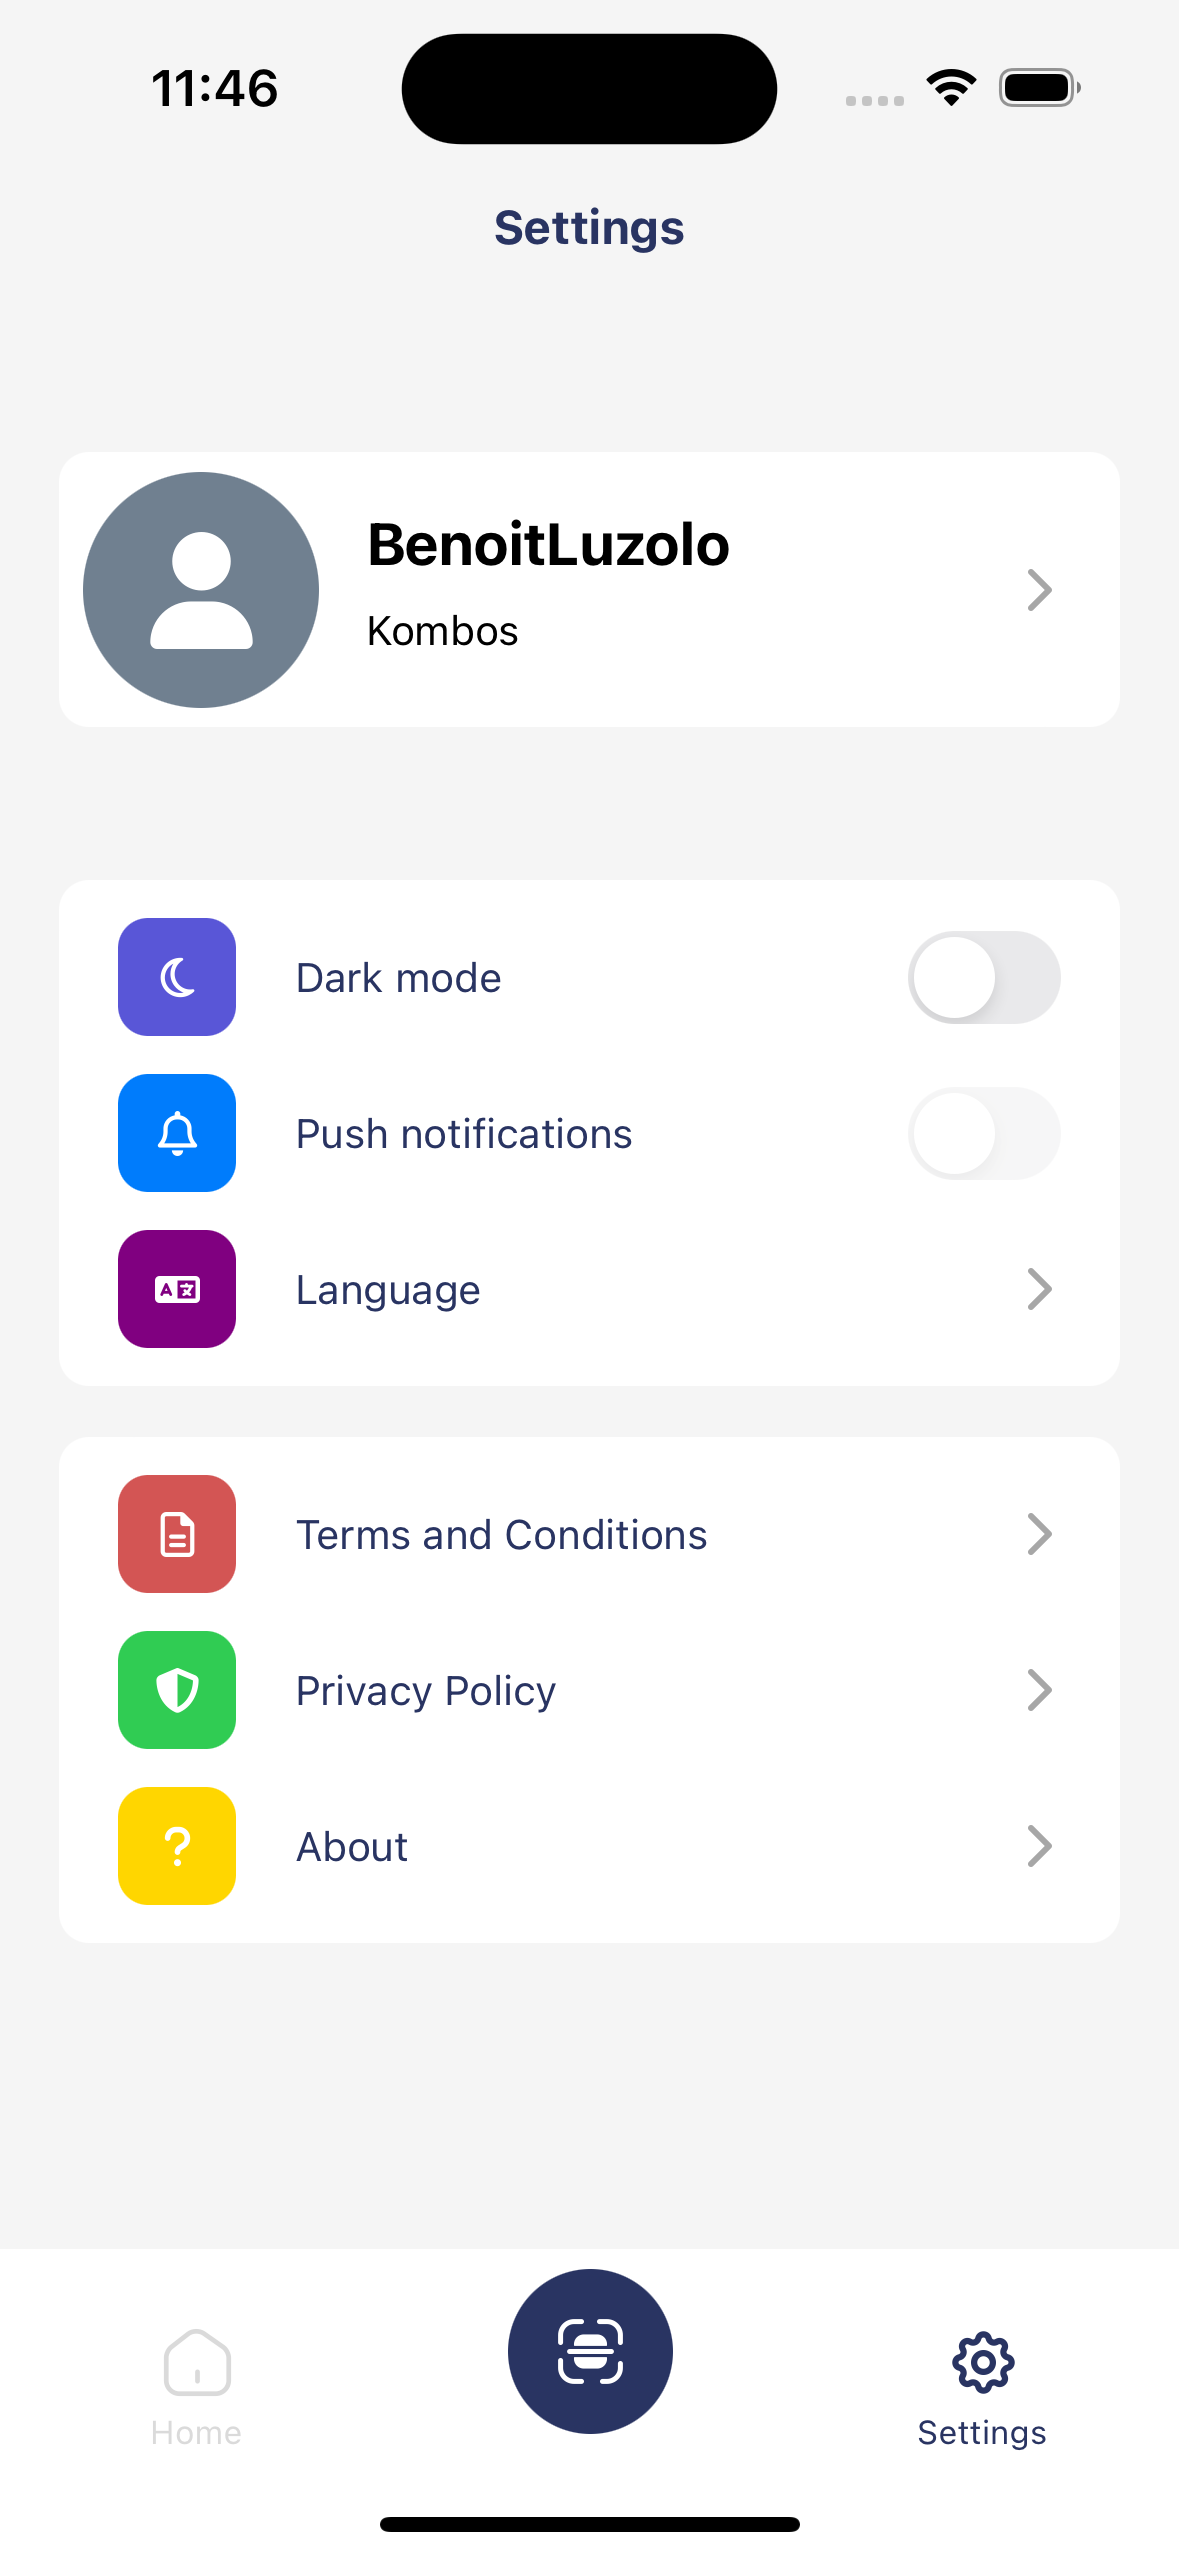 11:46
Settings
BenoitLuzolo
Kombos
Dark mode
Push notifications
A 文
Language
Terms and Conditions
Privacy Policy
?
About
Home
Settings